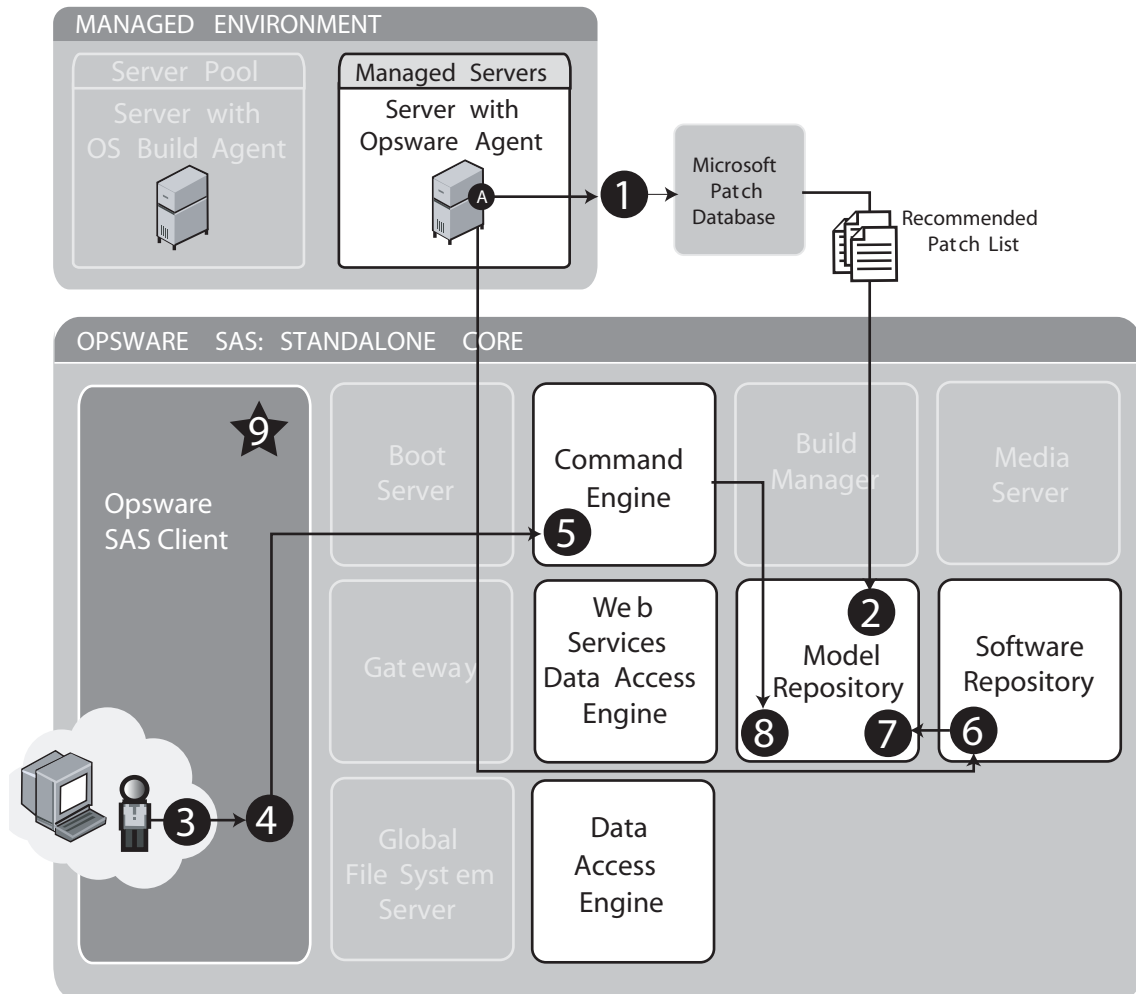 MANAGED ENVIRONMENT
Server Pool
Server with
OS Build Agent
Managed Servers
Server with
Opsware Agent
A
1
Microsoft
Patch
Database
Recommended
Patch List
OPSWARE SAS: STANDALONE CORE
9
Opsware
SAS Client
Boot
Server
Command
Engine
5
Build
Manager
Media
Server
Gateway
Web
Services
Data Access
Engine
2
Model
Repository
8
7
Software
Repository
6
3
4
Global
File System
Server
Data
Access
Engine